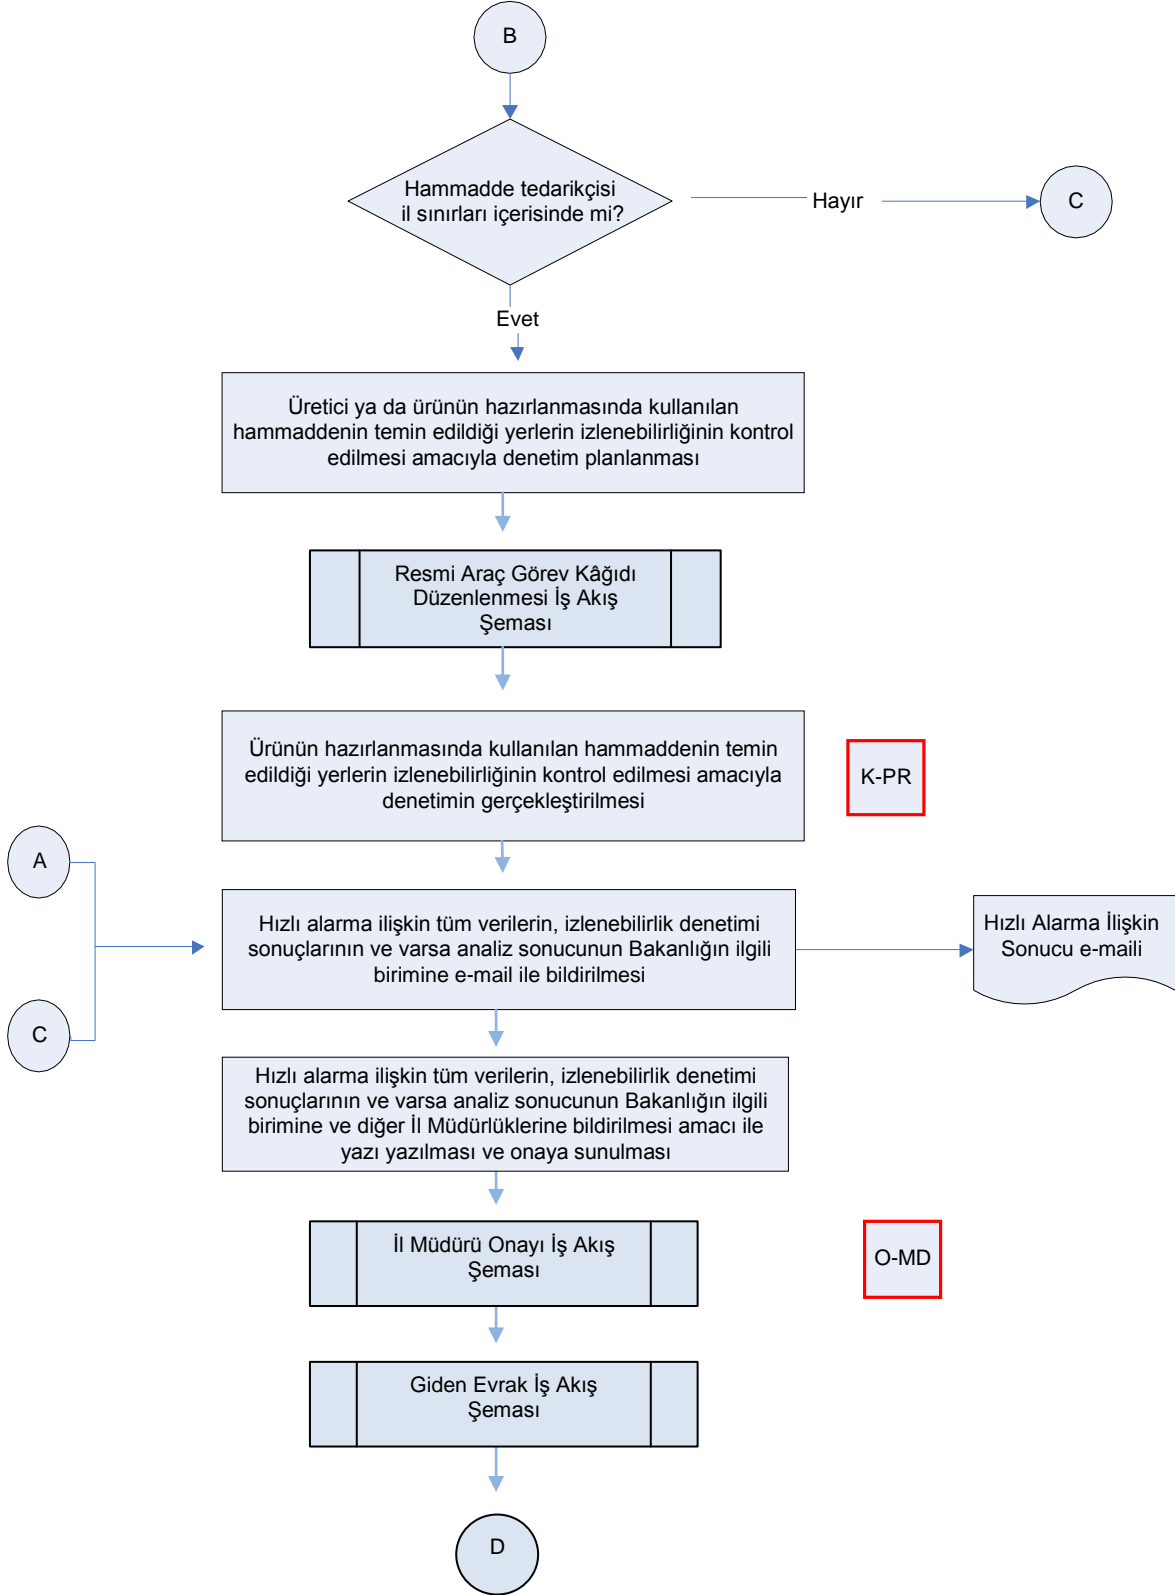 B
Hammadde tedarikçisi
il sınırları içerisinde mi?
Hayır
C
Evet
Üretici ya da ürünün hazırlanmasında kullanılan
hammaddenin temin edildiği yerlerin izlenebilirliğinin kontrol
edilmesi amacıyla denetim planlanması
Resmi Araç Görev Kâğıdı
Düzenlenmesi İş Akış
Şeması
Ürünün hazırlanmasında kullanılan hammaddenin temin
edildiği yerlerin izlenebilirliğinin kontrol edilmesi amacıyla
denetimin gerçekleştirilmesi
K-PR
A
Hızlı alarma ilişkin tüm verilerin, izlenebilirlik denetimi
sonuçlarının ve varsa analiz sonucunun Bakanlığın ilgili
birimine e-mail ile bildirilmesi
Hızlı Alarma İlişkin
Sonucu e-maili
C
Hızlı alarma ilişkin tüm verilerin, izlenebilirlik denetimi
sonuçlarının ve varsa analiz sonucunun Bakanlığın ilgili
birimine ve diğer İl Müdürlüklerine bildirilmesi amacı ile
yazı yazılması ve onaya sunulması
İl Müdürü Onayı İş Akış
Şeması
O-MD
Giden Evrak İş Akış
Şeması
D